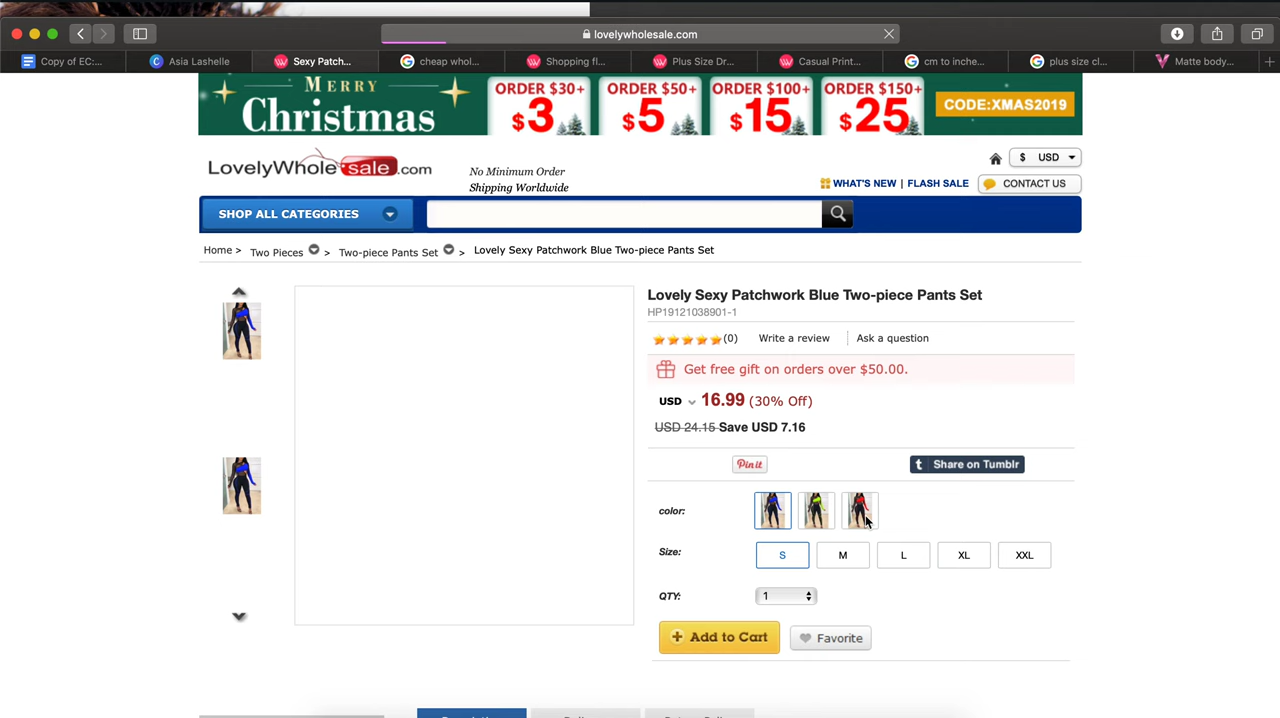 lovelywholesale.com
Copy of EC:...
Asia Lashelle
Sexy Patch...
cheap whol...
Shopping fl...
Plus Size Dr...
Casual Print...
cm to inche...
plus size cl...
Matte body...
MERRY
Christmas
ORDER $30+
$3
ORDER $50+
$5
ORDER $100+
$15
ORDER $150+
$25
CODE:XMAS2019
LovelyWholesale.com
No Minimum Order
Shipping Worldwide
$ USD
WHAT'S NEW | FLASH SALE
CONTACT US
SHOP ALL CATEGORIES
Home > Two Pieces > Two-piece Pants Set > Lovely Sexy Patchwork Blue Two-piece Pants Set
Lovely Sexy Patchwork Blue Two-piece Pants Set
HP19121038901-1
(0) Write a review Ask a question
Get free gift on orders over $50.00.
USD 16.99 (30% Off)
USD 24.15 Save USD 7.16
Pin it
t Share on Tumblr
color:
Size: S M L XL XXL
QTY: 1
+ Add to Cart
Favorite